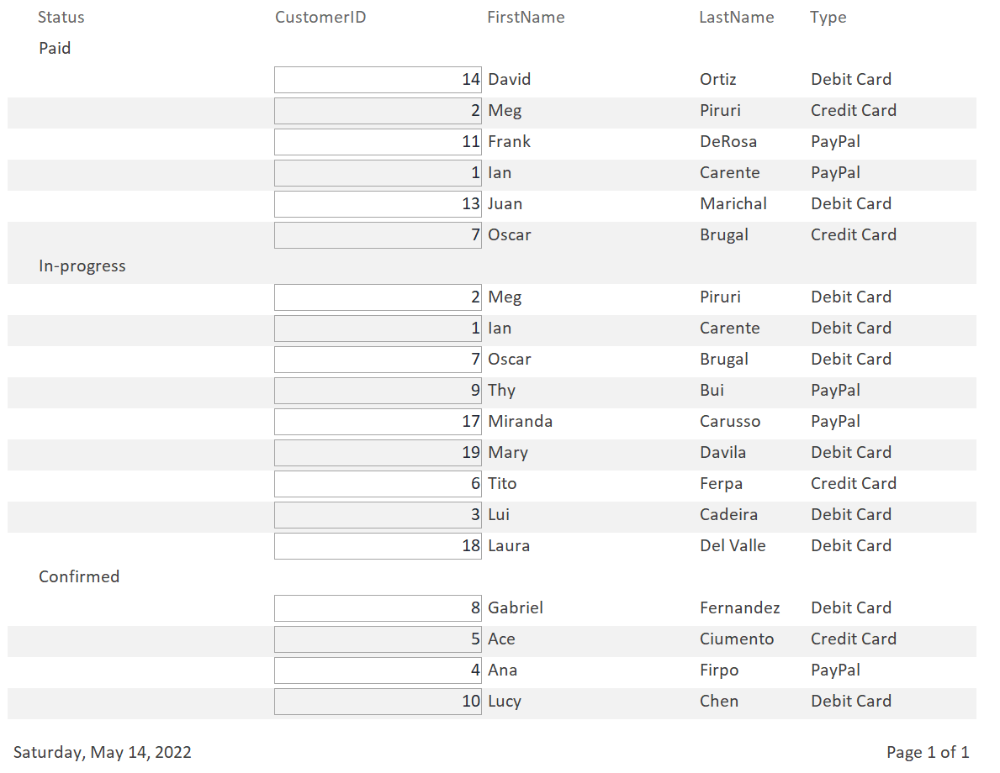 Status CustomerID FirstName LastName Type
Paid
14 David Ortiz Debit Card
2 Meg Piruri Credit Card
11 Frank DeRosa PayPal
1 Ian Carente PayPal
13 Juan Marichal Debit Card
7 Oscar Brugal Credit Card
In-progress
2 Meg Piruri Debit Card
1 Ian Carente Debit Card
7 Oscar Brugal Debit Card
9 Thy Bui PayPal
17 Miranda Carusso PayPal
19 Mary Davila Debit Card
6 Tito Ferpa Credit Card
3 Lui Cadeira Debit Card
18 Laura Del Valle Debit Card
Confirmed
8 Gabriel Fernandez Debit Card
5 Ace Ciumento Credit Card
4 Ana Firpo PayPal
10 Lucy Chen Debit Card
Saturday, May 14, 2022 Page 1 of 1